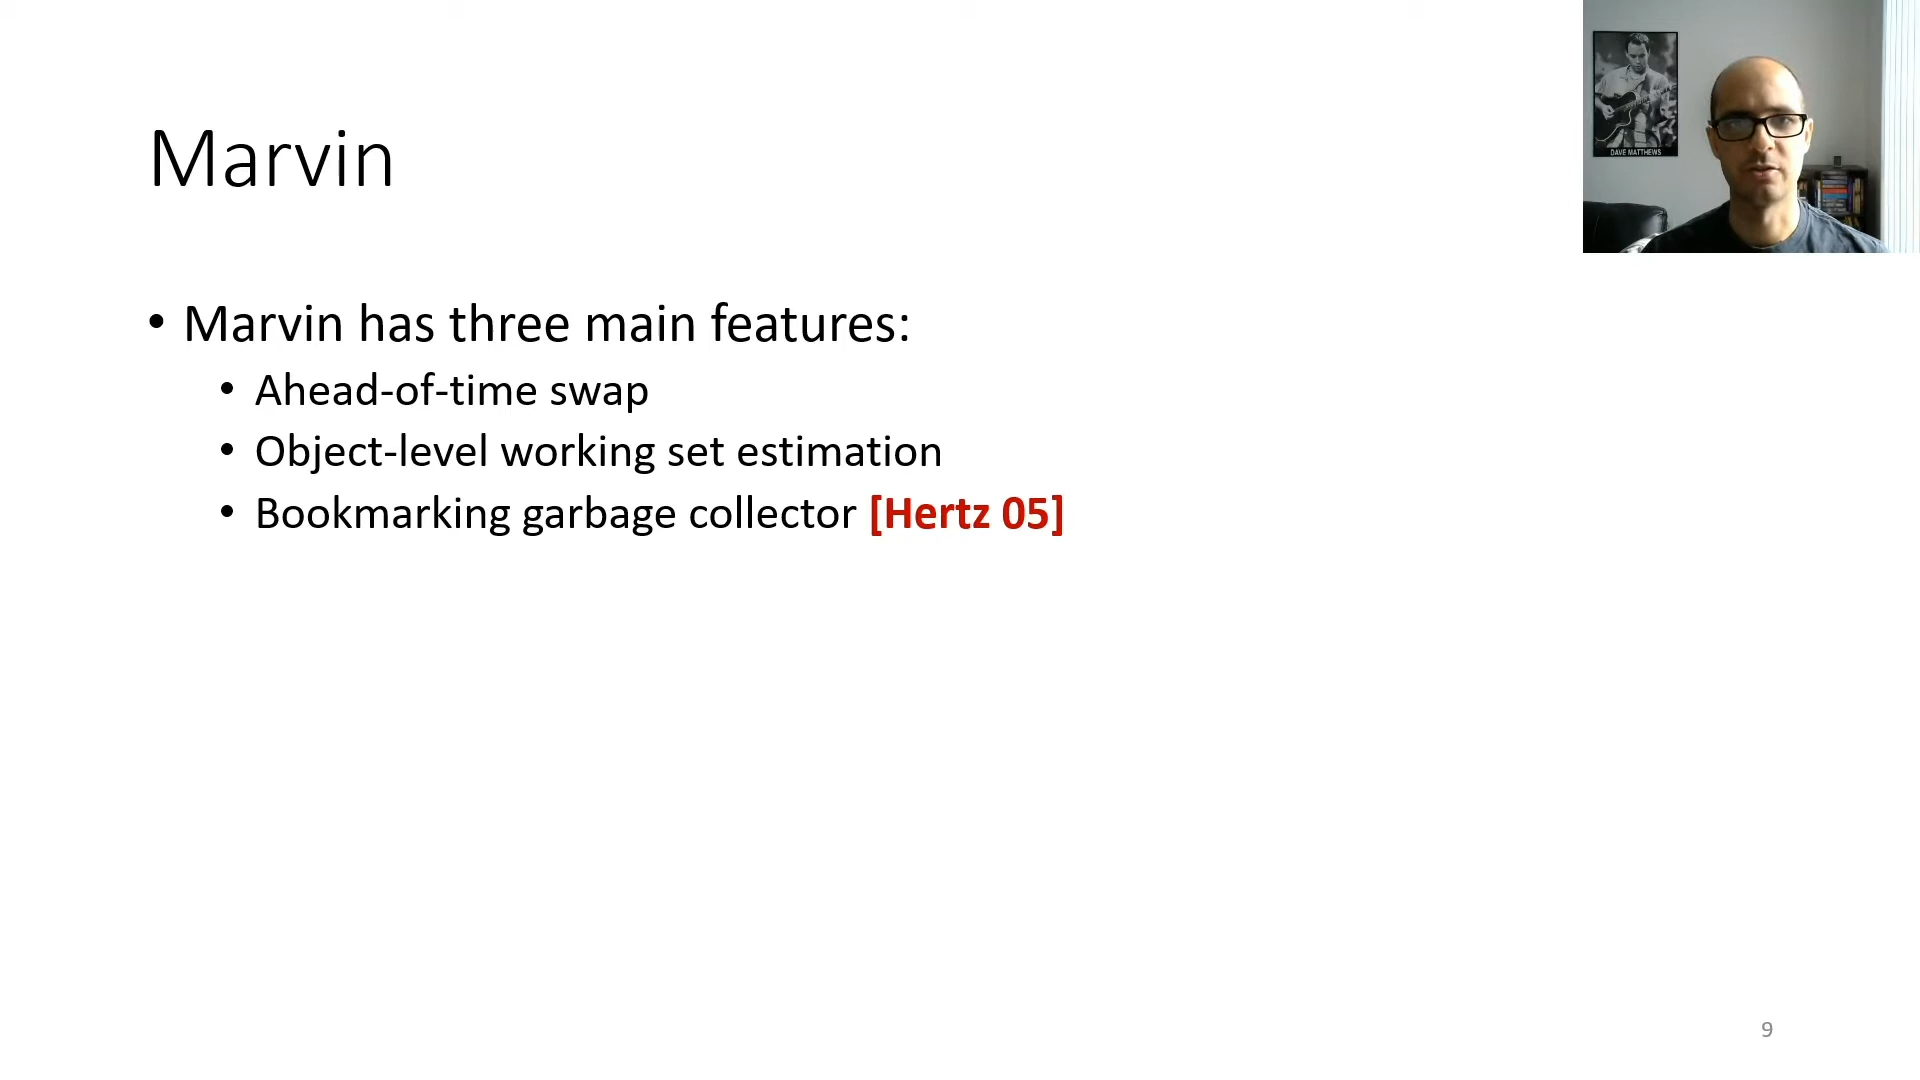 Marvin
• Marvin has three main features:
• Ahead-of-time swap
• Object-level working set estimation
• Bookmarking garbage collector [Hertz 05]
DAVE MATTHEWS
9